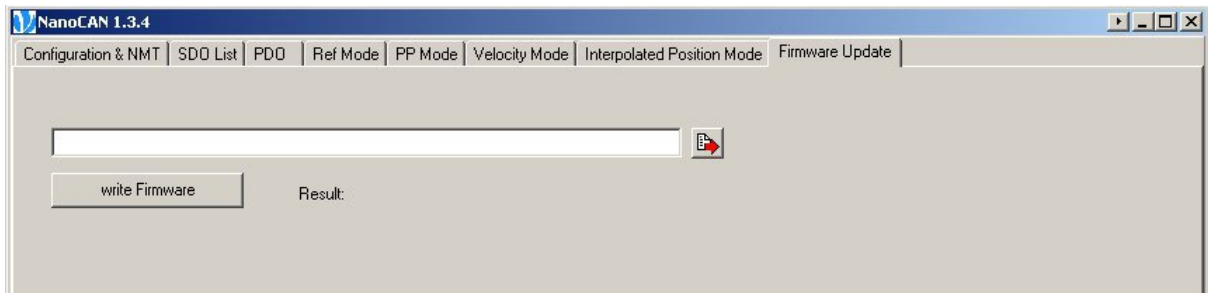 NanoCAN 1.3.4
Configuration & NMT SDO List PDO Ref Mode PP Mode Velocity Mode Interpolated Position Mode Firmware Update
write Firmware Result: